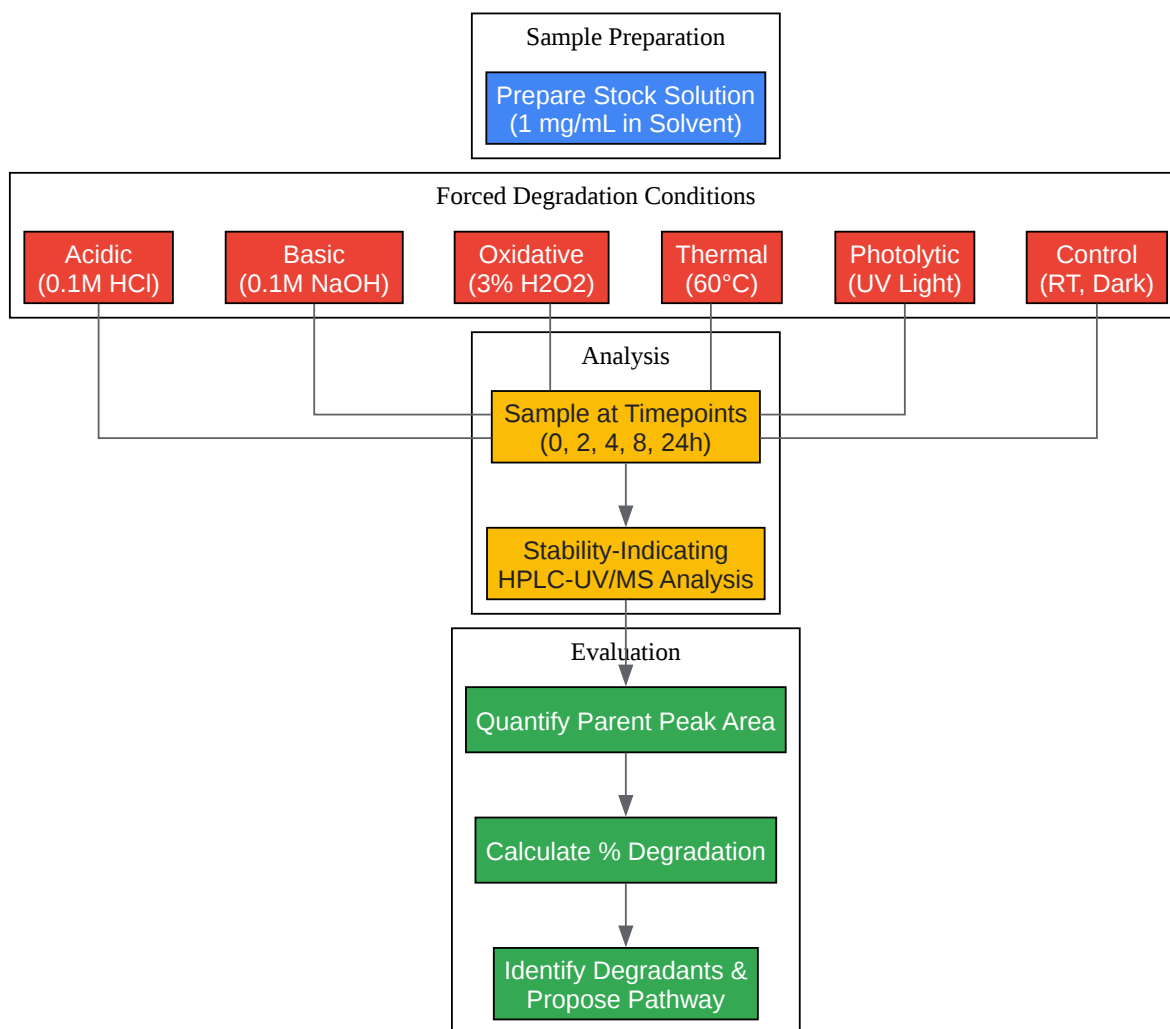 Sample Preparation
Prepare Stock Solution
(1 mg/mL in Solvent)
Forced Degradation Conditions
Acidic
(0.1M HCl)
Basic
(0.1M NaOH)
Oxidative
(3% H2O2)
Thermal
(60°C)
Photolytic
(UV Light)
Control
(RT, Dark)
Analysis
Sample at Timepoints
(0, 2, 4, 8, 24h)
Stability-Indicating
HPLC-UV/MS Analysis
Evaluation
Quantify Parent Peak Area
Calculate % Degradation
Identify Degradants &
Propose Pathway